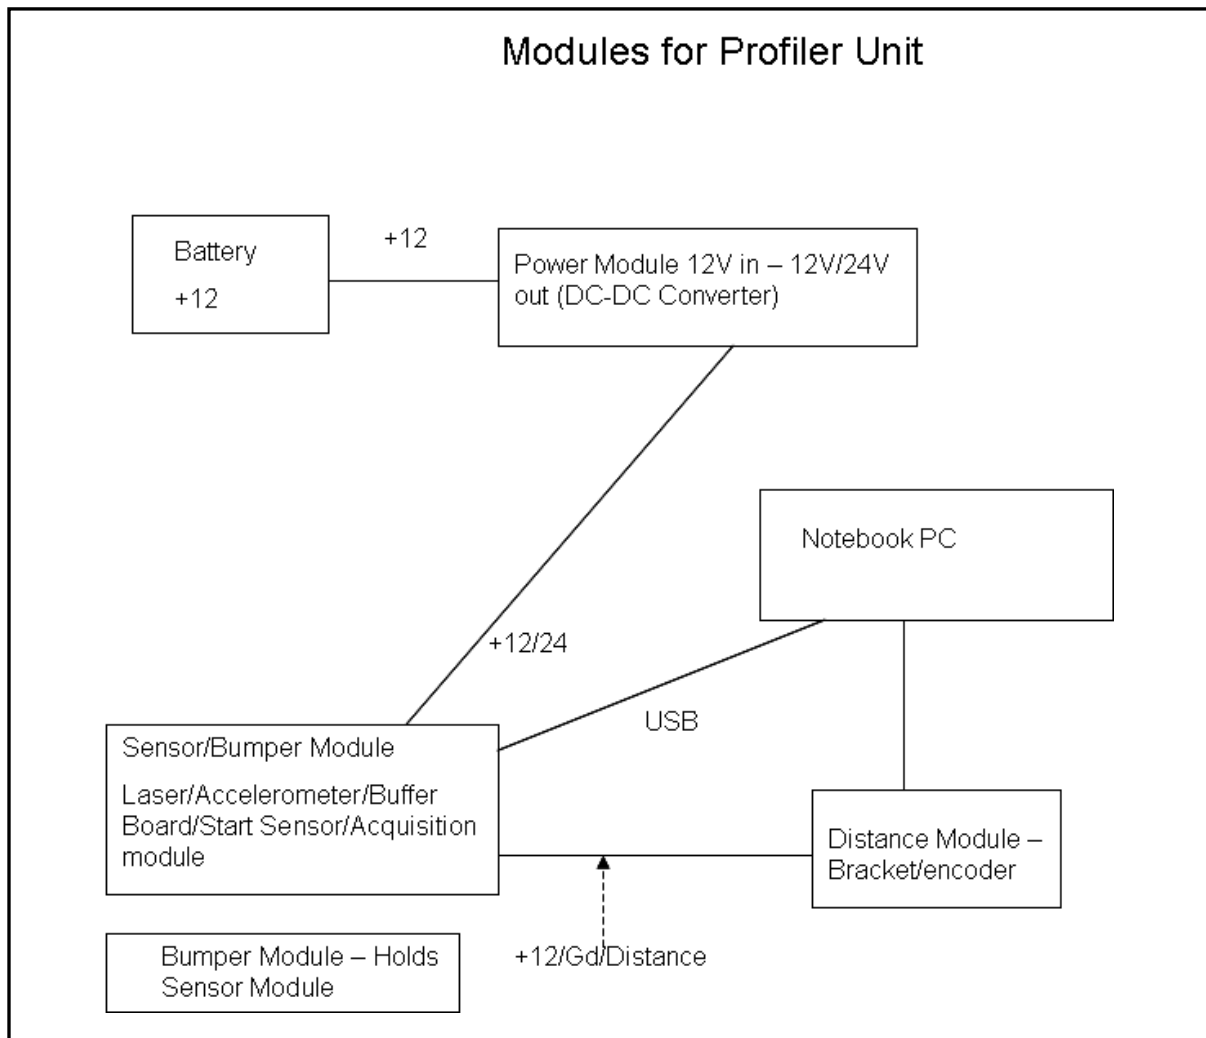 Modules for Profiler Unit
Battery
+12
+12
Power Module 12V in – 12V/24V
out (DC-DC Converter)
Notebook PC
+12/24
USB
Sensor/Bumper Module
Laser/Accelerometer/Buffer
Board/Start Sensor/Acquisition
module
Distance Module –
Bracket/encoder
Bumper Module – Holds
Sensor Module
+12/Gd/Distance